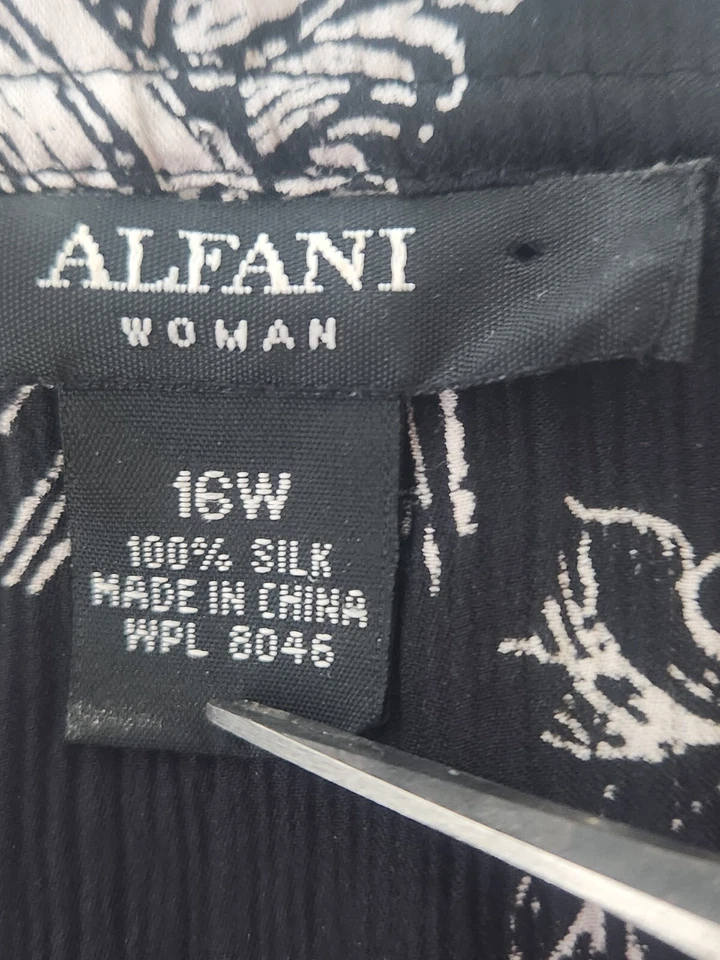 ALFANI
WOMAN
16W
100% SILK
MADE IN CHINA
WPL 8046